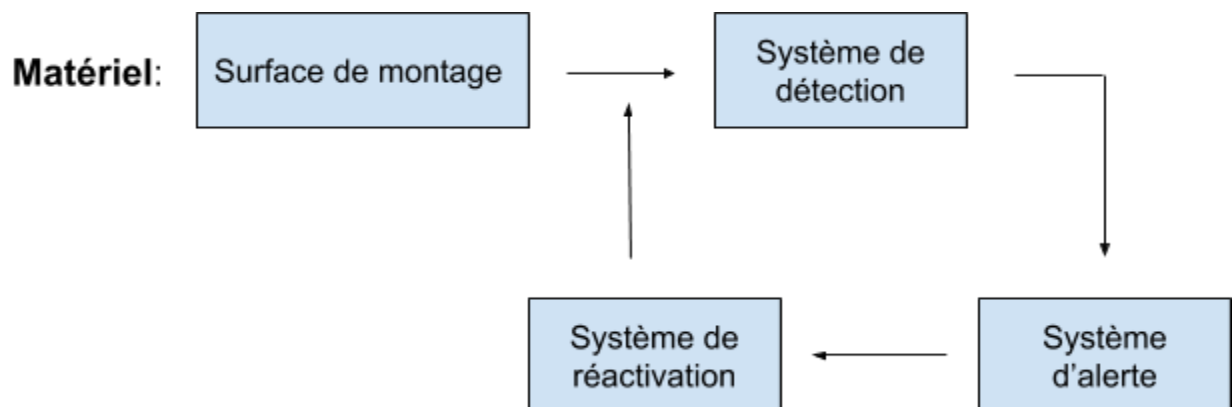 Matériel:
Surface de montage
Système de
détection
Système de
réactivation
Système
d'alerte